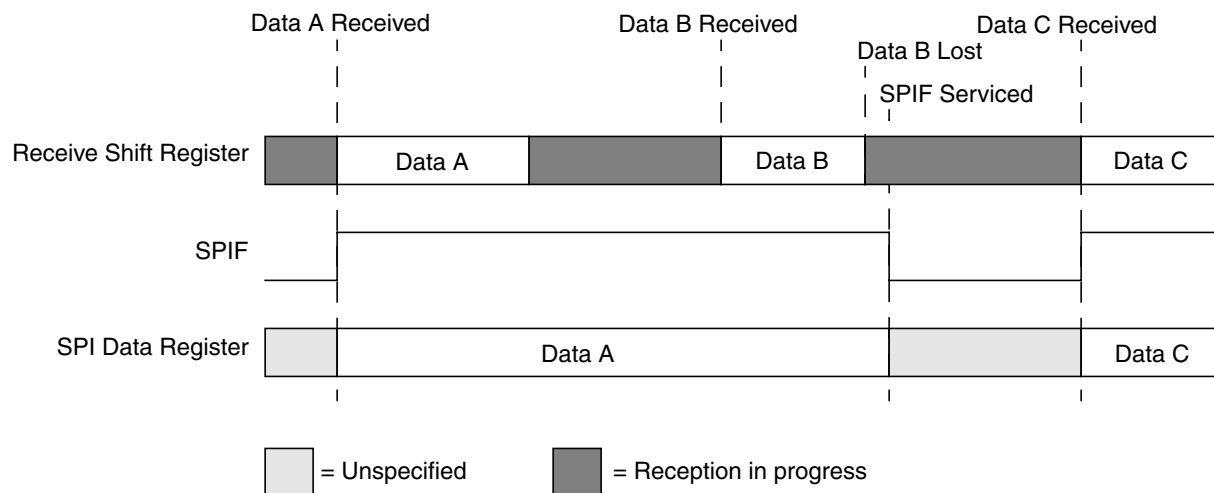 Data A Received
Data B Received
Data C Received
Data B Lost
SPIF Serviced
Receive Shift Register
Data A
Data B
Data C
SPIF
SPI Data Register
Data A
Data C
= Unspecified
= Reception in progress